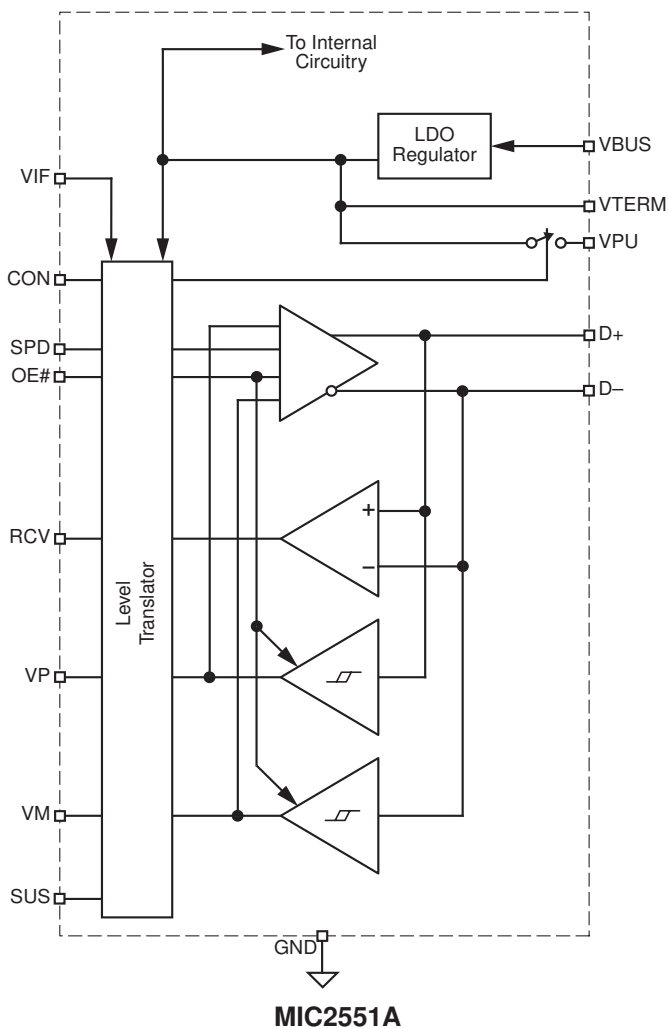 To Internal
Circuitry
LDO
Regulator
VBUS
VIF
VTERM
VPU
CON
SPD
D+
OE#
D–
+
RCV
–
Level
Translator
VP
VM
SUS
GND
MIC2551A